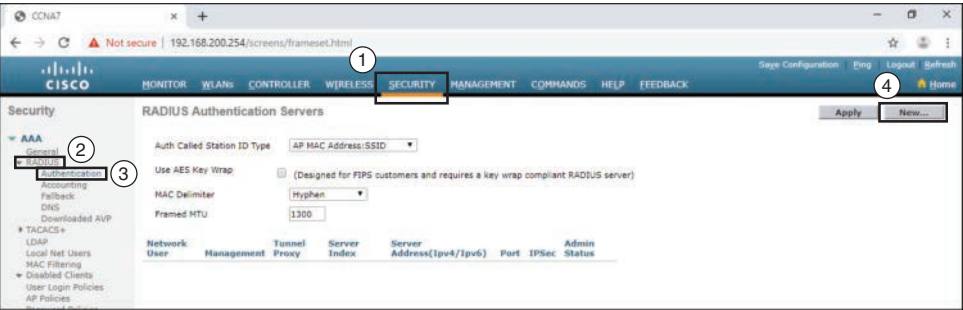 CCNA7
Not secure | 192.168.200.254/screens/frameset.html
1
CISCO
MONITOR WLANs CONTROLLER WIRELESS SECURITY MANAGEMENT COMMANDS HELP FEEDBACK
Save Configuration Ping Logout Refresh
Home
4
Security
RADIUS Authentication Servers
Apply New...
AAA
General
2
RADIUS
Authentication
3
Accounting
Fallback
DNS
Downloaded AVP
TACACS+
LDAP
Local Net Users
MAC Filtering
Disabled Clients
User Login Policies
AP Policies
Password Policies
Auth Called Station ID Type AP MAC Address:SSID
Use AES Key Wrap (Designed for FIPS customers and requires a key wrap compliant RADIUS server)
MAC Delimiter Hyphen
Framed MTU 1300
Network User Management Tunnel Proxy Server Index Server Address(Ipv4/Ipv6) Port IPSec Admin Status